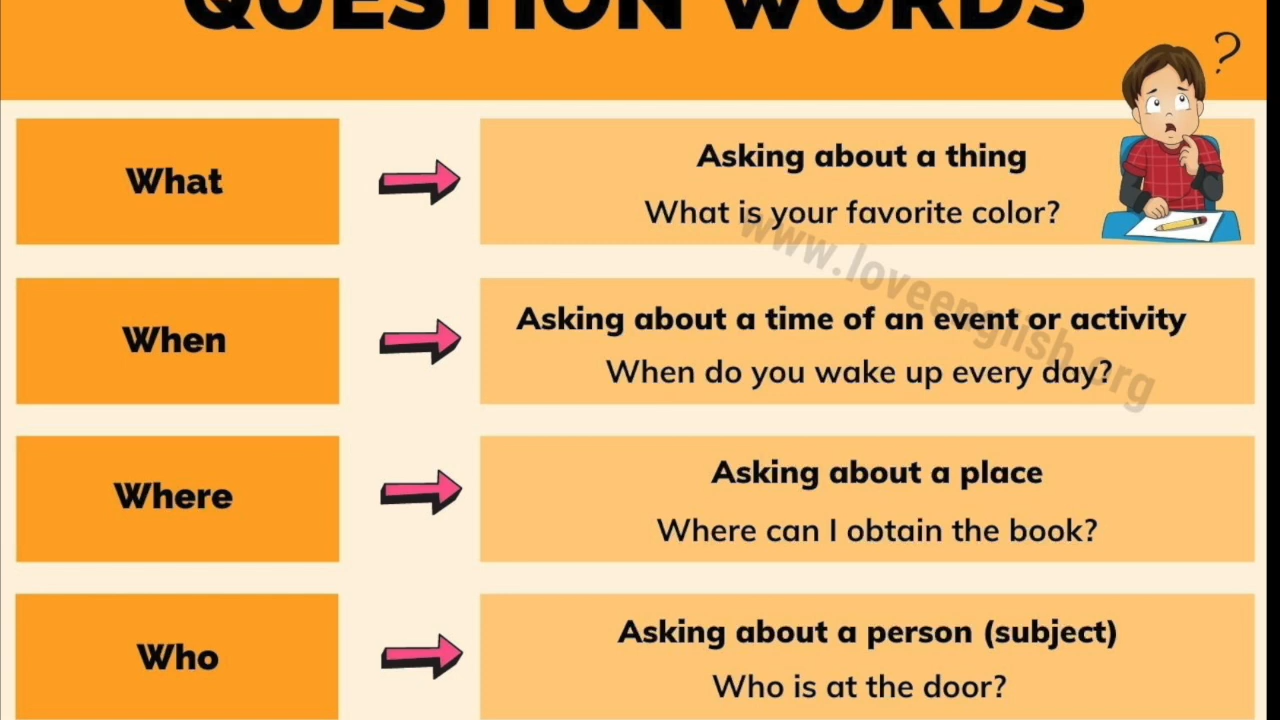 QUESTION WORDS
?
What
Asking about a thing
What is your favorite color?
www.loveenglish.org
When
Asking about a time of an event or activity
When do you wake up every day?
Where
Asking about a place
Where can I obtain the book?
Who
Asking about a person (subject)
Who is at the door?